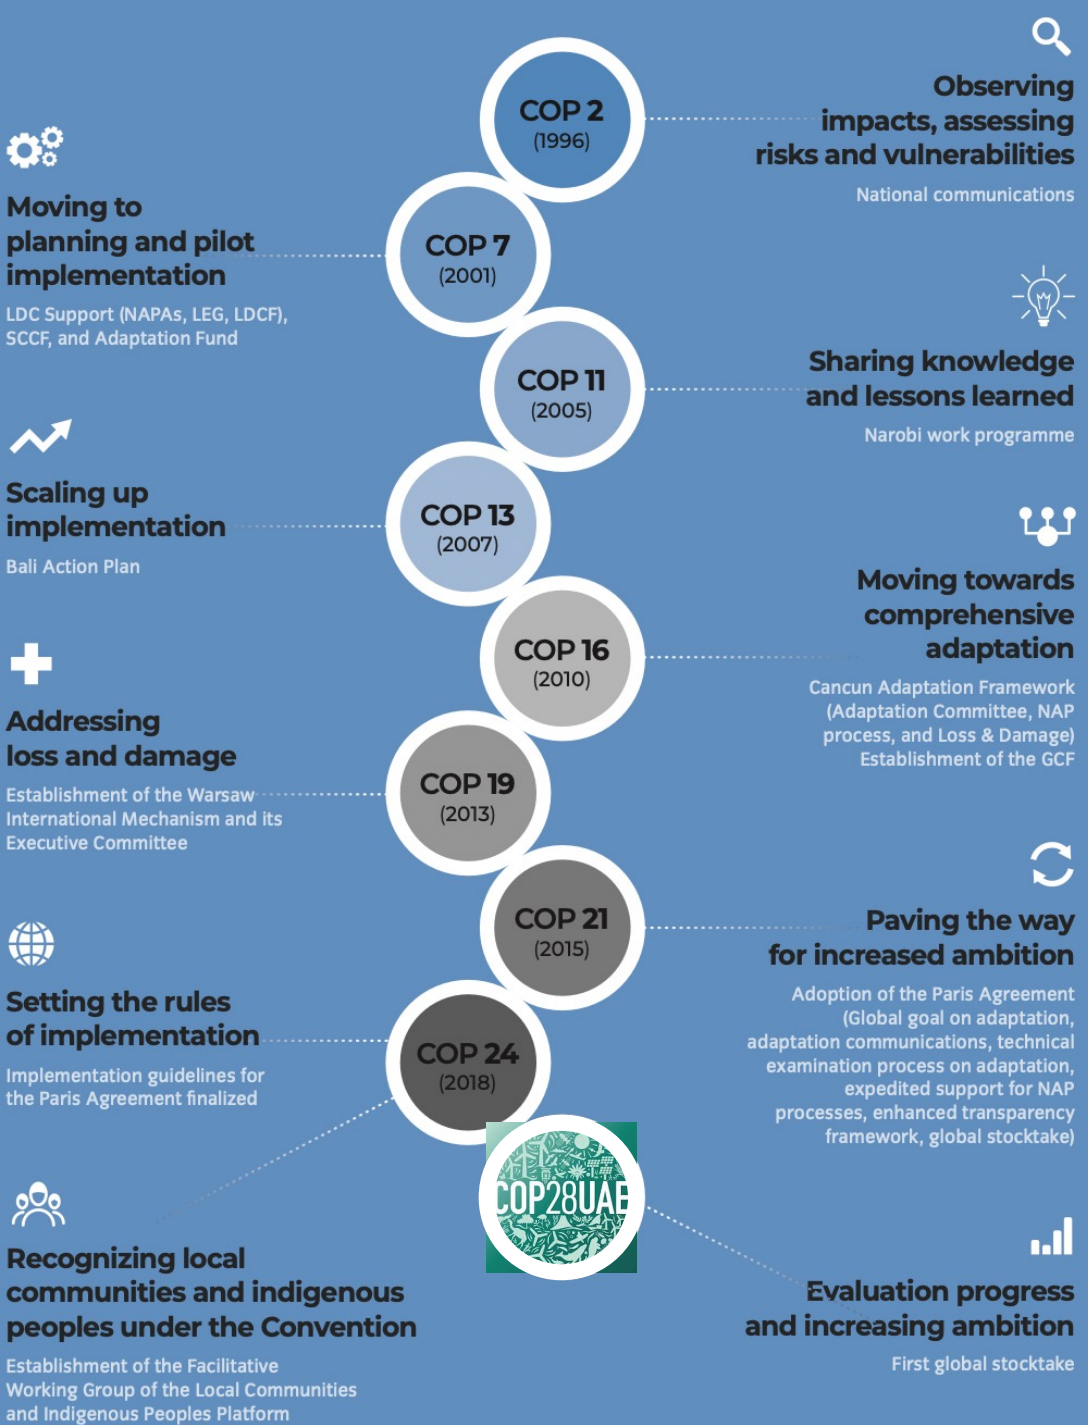 COP 2
(1996)
Observing
impacts, assessing
risks and vulnerabilities
National communications
COP 7
(2001)
Moving to
planning and pilot
implementation
LDC Support (NAPAs, LEG, LDCF),
SCCF, and Adaptation Fund
COP 11
(2005)
Sharing knowledge
and lessons learned
Narobi work programme
COP 13
(2007)
Scaling up
implementation
Bali Action Plan
COP 16
(2010)
Moving towards
comprehensive
adaptation
Cancun Adaptation Framework
(Adaptation Committee, NAP
process, and Loss & Damage)
Establishment of the GCF
COP 19
(2013)
Addressing
loss and damage
Establishment of the Warsaw
International Mechanism and its
Executive Committee
COP 21
(2015)
Paving the way
for increased ambition
Adoption of the Paris Agreement
(Global goal on adaptation,
adaptation communications, technical
examination process on adaptation,
expedited support for NAP
processes, enhanced transparency
framework, global stocktake)
COP 24
(2018)
Setting the rules
of implementation
Implementation guidelines for
the Paris Agreement finalized
Recognizing local
communities and indigenous
peoples under the Convention
Establishment of the Facilitative
Working Group of the Local Communities
and Indigenous Peoples Platform
COP28UAE
Evaluation progress
and increasing ambition
First global stocktake